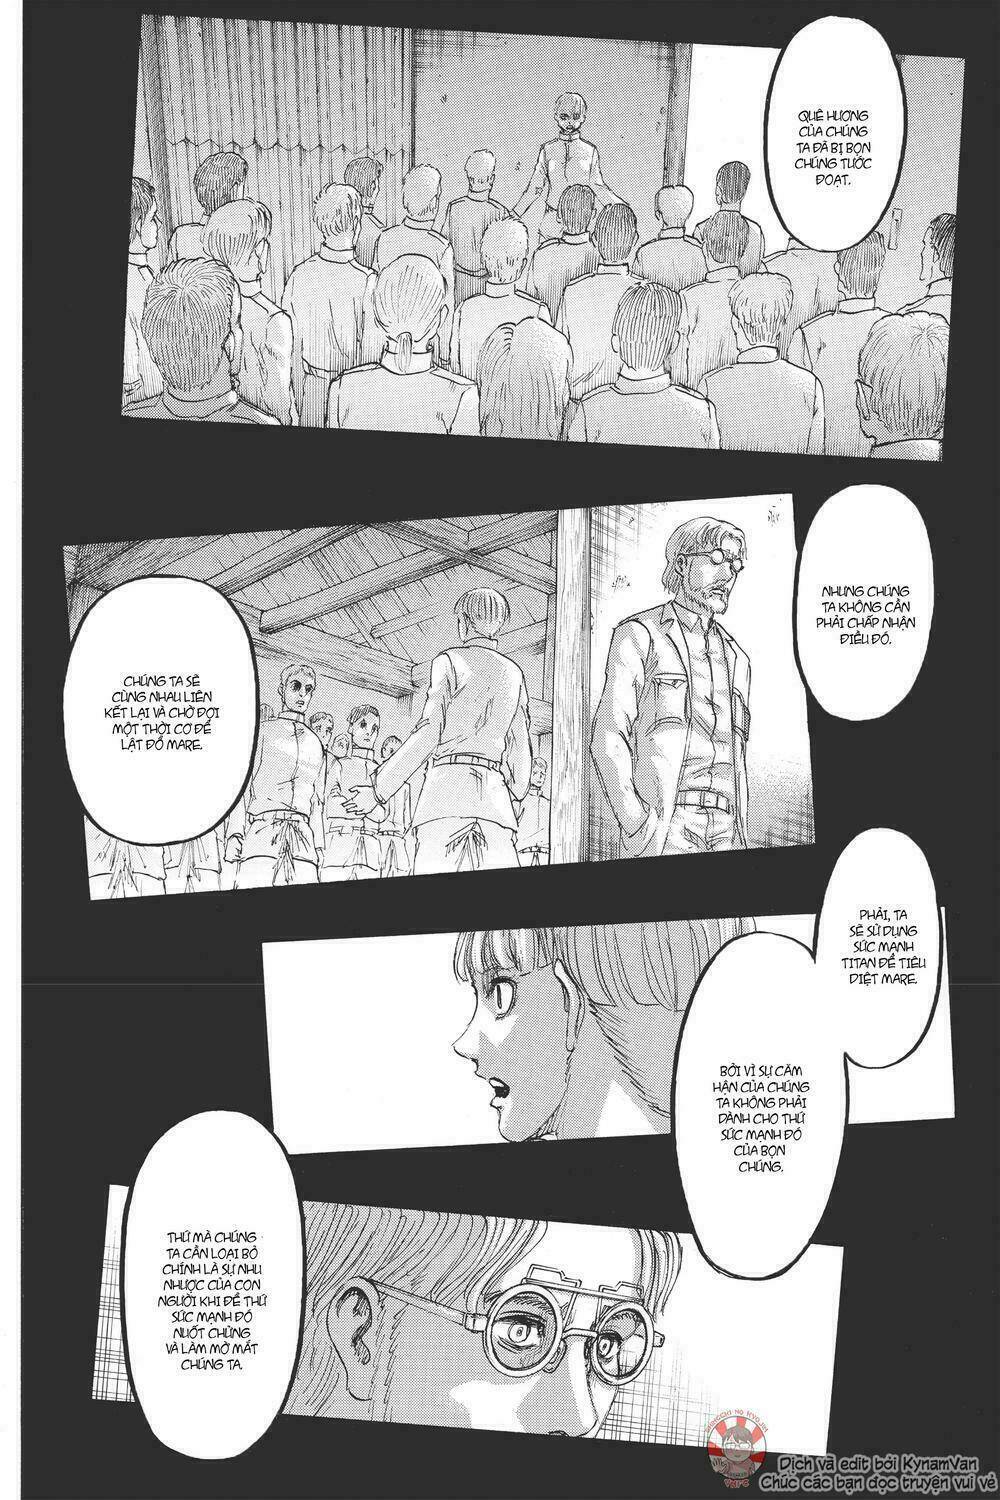 QUÊ HƯƠNG
CỦA CHÚNG
TA ĐÃ BỊ BỌN
CHÚNG TƯỚC
ĐOẠT.
NHƯNG CHÚNG
TA KHÔNG CẦN
PHẢI CHẤP NHẬN
ĐIỀU ĐÓ.
CHÚNG TA SẼ
CÙNG NHAU LIÊN
KẾT LẠI VÀ CHỜ ĐỢI
MỘT THỜI CƠ ĐỂ
LẬT ĐỔ MARE.
PHẢI, TA
SẼ SỬ DỤNG
SỨC MẠNH
TITAN ĐỂ TIÊU
DIỆT MARE.
BỞI VÌ SỰ CĂM
HẬN CỦA CHÚNG
TA KHÔNG PHẢI
DÀNH CHO THỨ
SỨC MẠNH ĐÓ
CỦA BỌN
CHÚNG.
THỨ MÀ CHÚNG
TA CẦN LOẠI BỎ
CHÍNH LÀ SỰ NHU
NHƯỢC CỦA CON
NGƯỜI KHI ĐỂ THỨ
SỨC MẠNH ĐÓ
NUỐT CHỬNG
VÀ LÀM MỜ MẮT
CHÚNG TA.
SHINGEKI NO KYOJIN
VNFC
Dịch và edit bởi KynamVan
Chúc các bạn đọc truyện vui vẻ